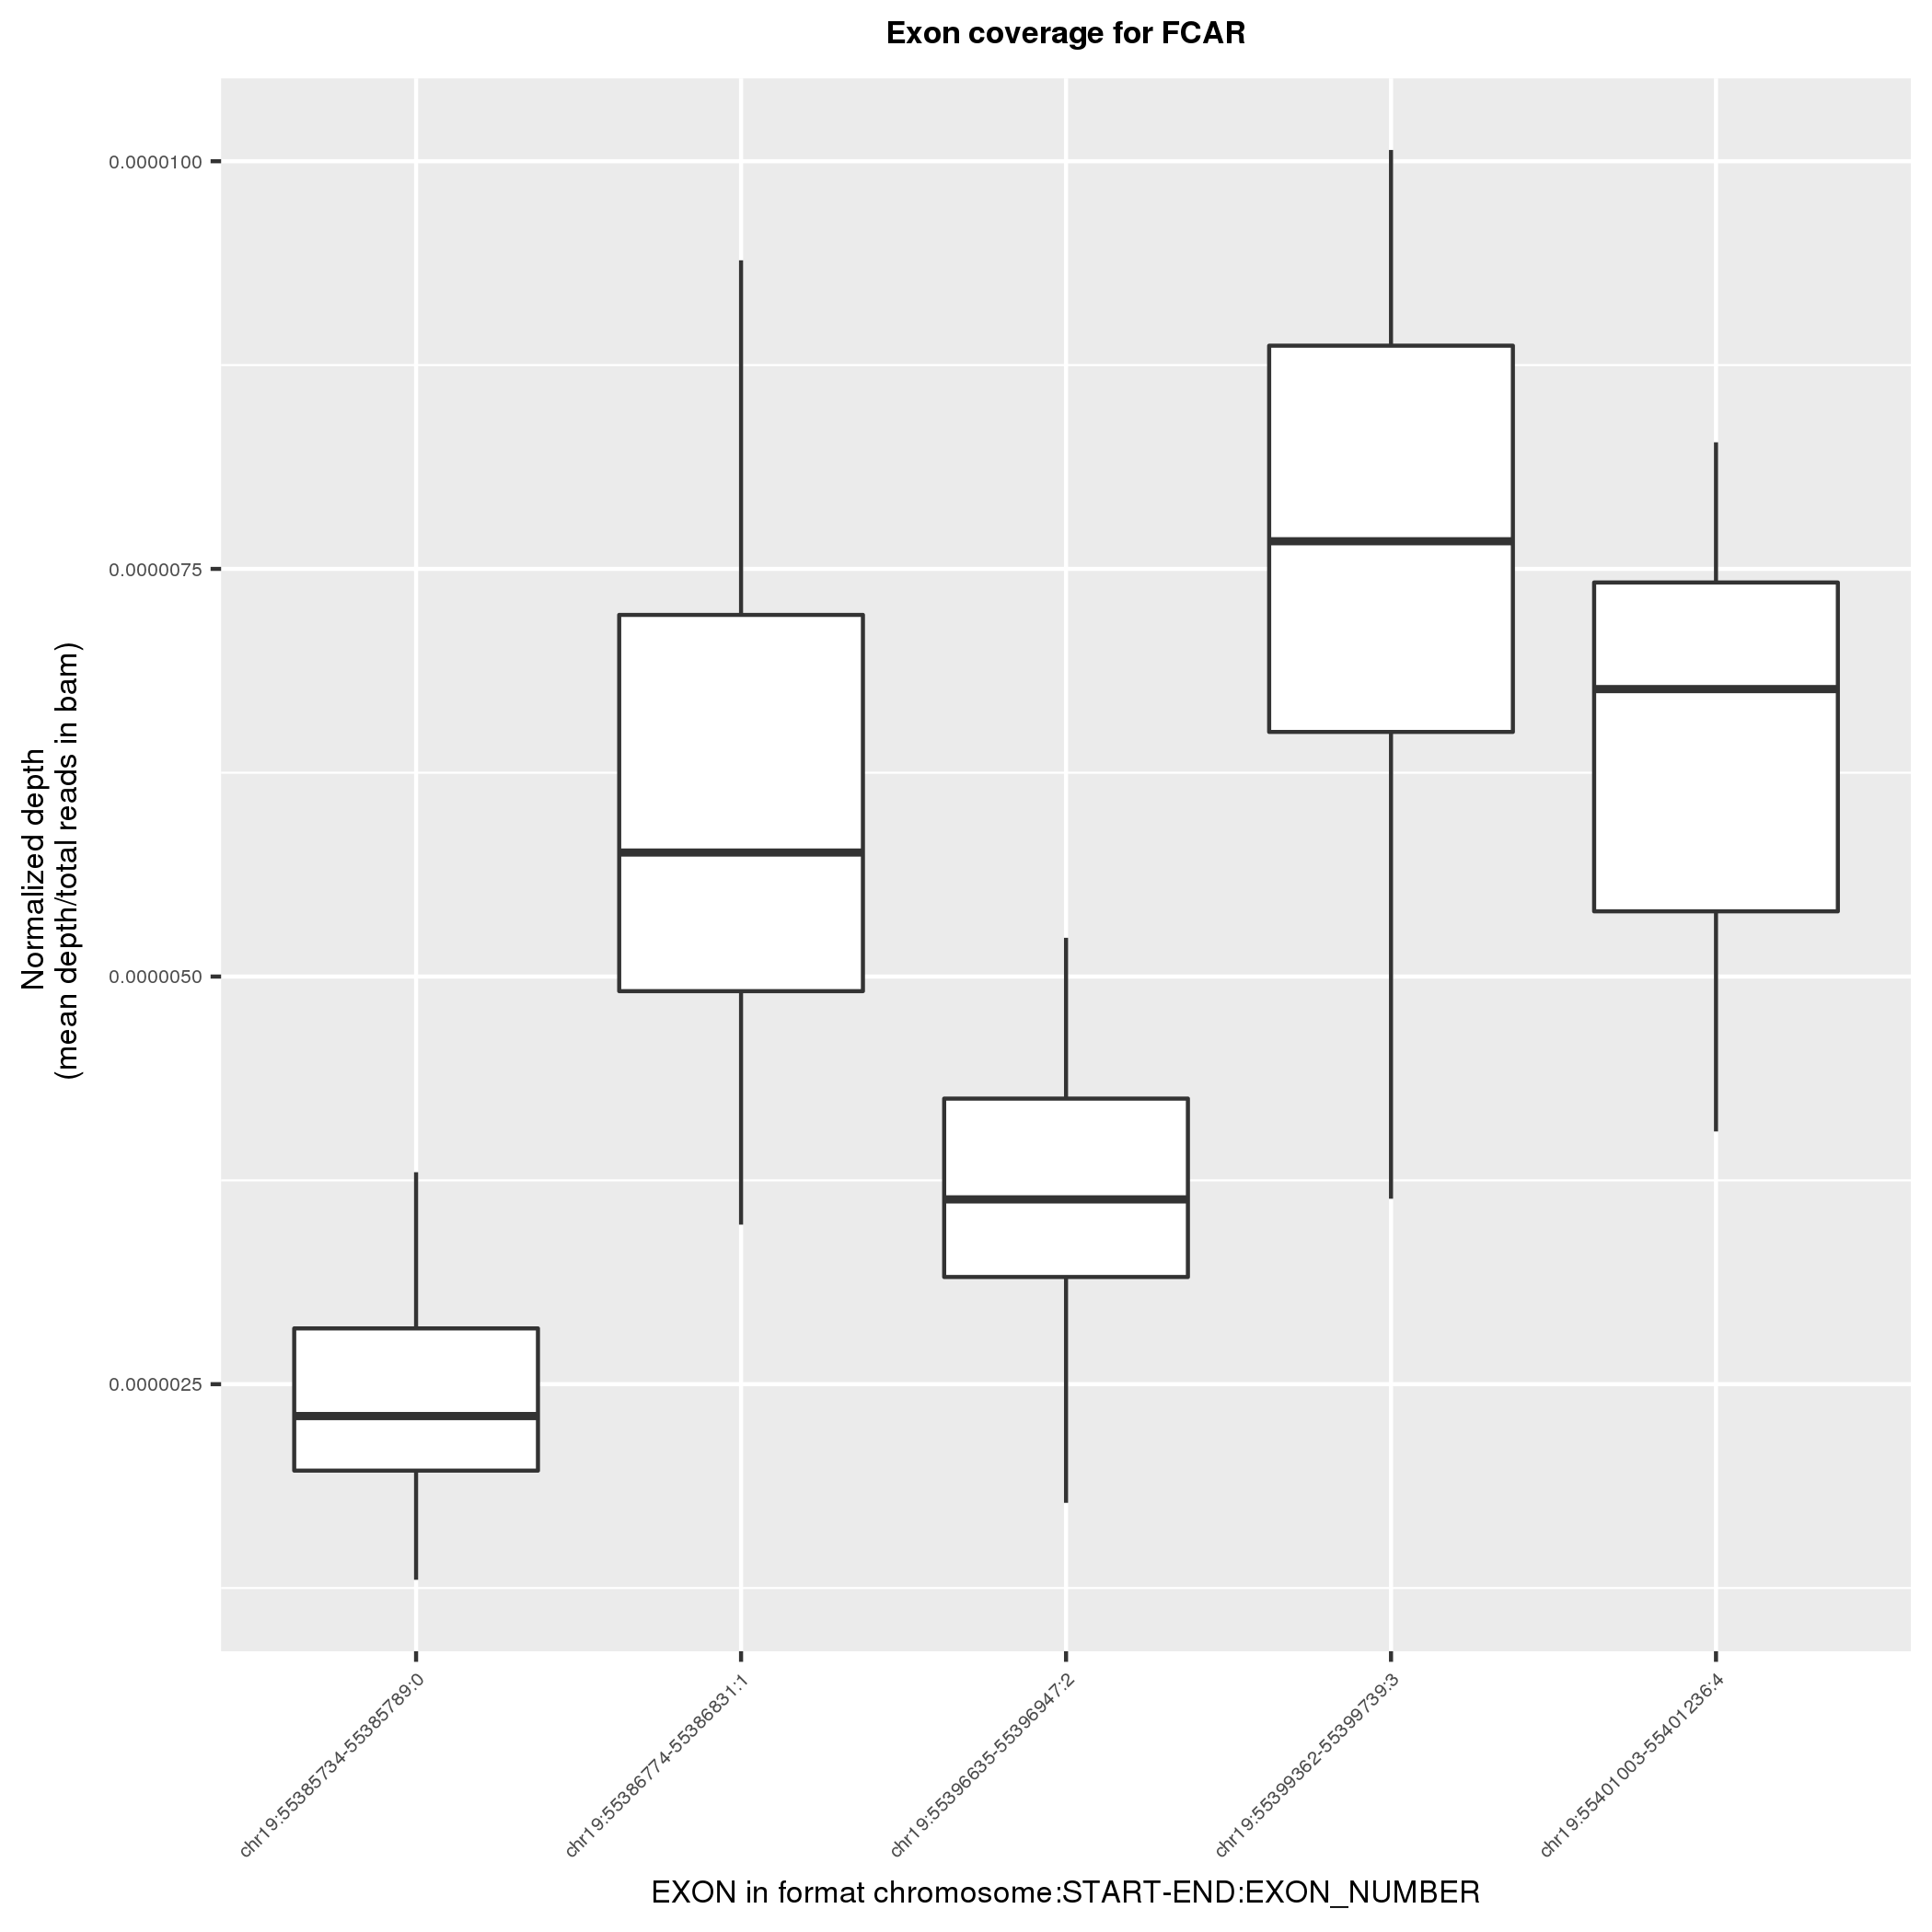 Exon coverage for FCAR
Normalized depth
(mean depth/total reads in bam)
0.0000100
0.0000075
0.0000050
0.0000025
chr19:55385734-55385789:0
chr19:55386774-55386831:1
chr19:55396635-55396947:2
chr19:55399362-55399739:3
chr19:55401003-55401236:4
EXON in format chromosome:START-END:EXON_NUMBER